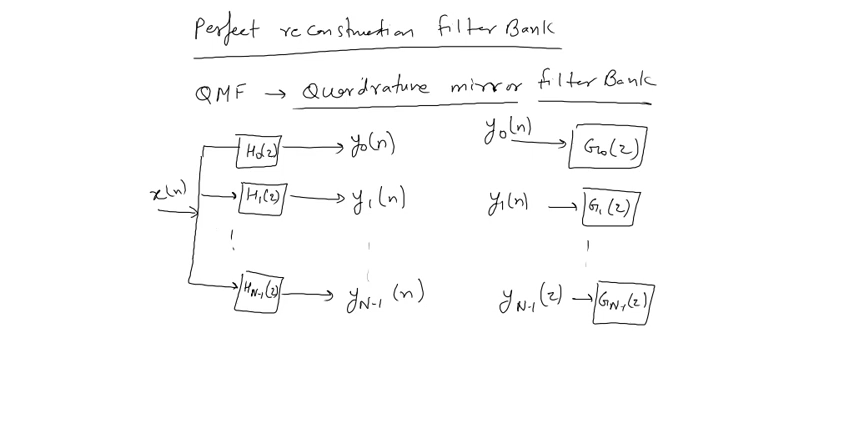 Perfect reconstruction filter Bank
QMF → Quardrature mirror filter Bank
x(n)
H0(z) → y0(n)
H1(z) → y1(n)
HN-1(z) → yN-1(n)
y0(n) → G0(z)
y1(n) → G1(z)
yN-1(z) → GN-1(z)